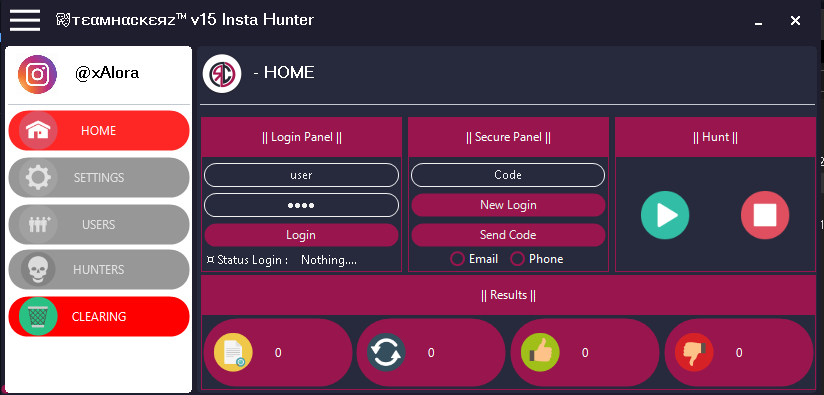 ⲦⲉαмнαcκεяzTM v15 Insta Hunter
@xAlora
- HOME
HOME
SETTINGS
USERS
HUNTERS
CLEARING
|| Login Panel ||
user
••••
Login
¤ Status Login : Nothing....
|| Secure Panel ||
Code
New Login
Send Code
Email Phone
|| Hunt ||
|| Results ||
0 0 0 0